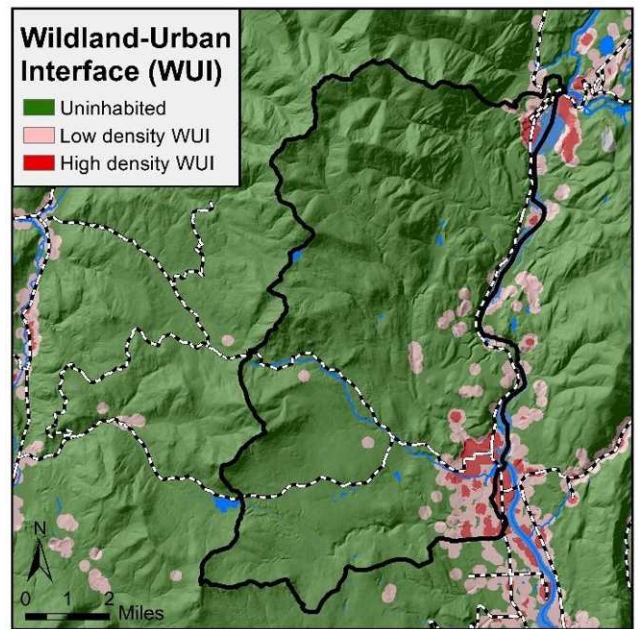 Wildland-Urban
Interface (WUI)
Uninhabited
Low density WUI
High density WUI
N
0 1 2
Miles